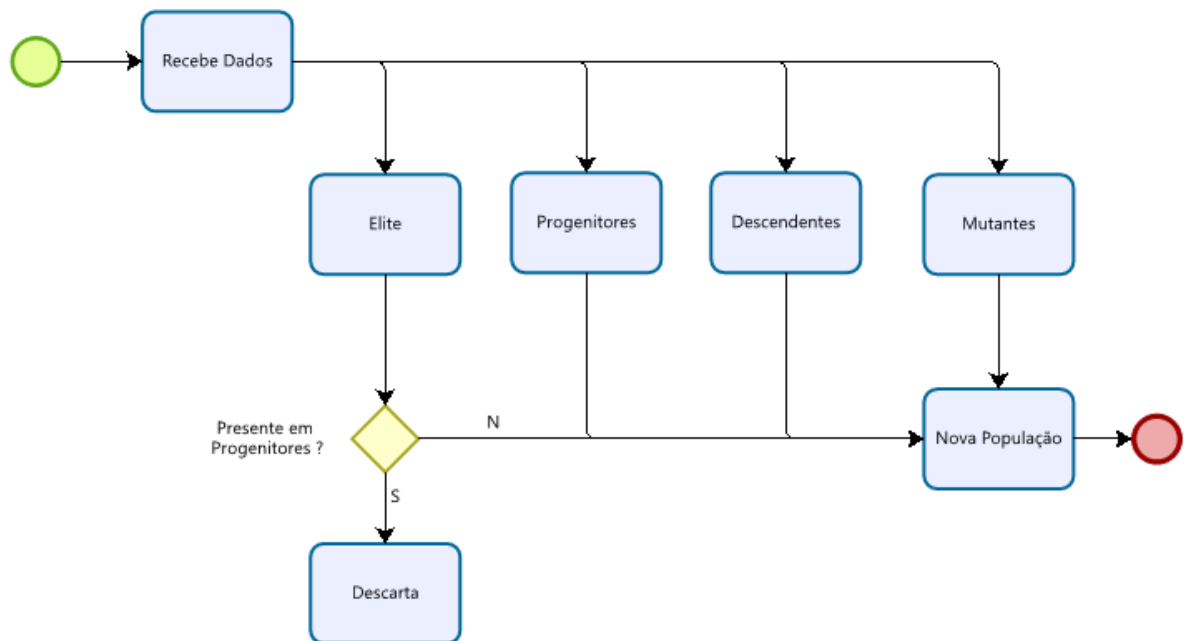 Recebe Dados
Elite
Progenitores
Descendentes
Mutantes
Presente em
Progenitores ?
N
Nova População
S
Descarta